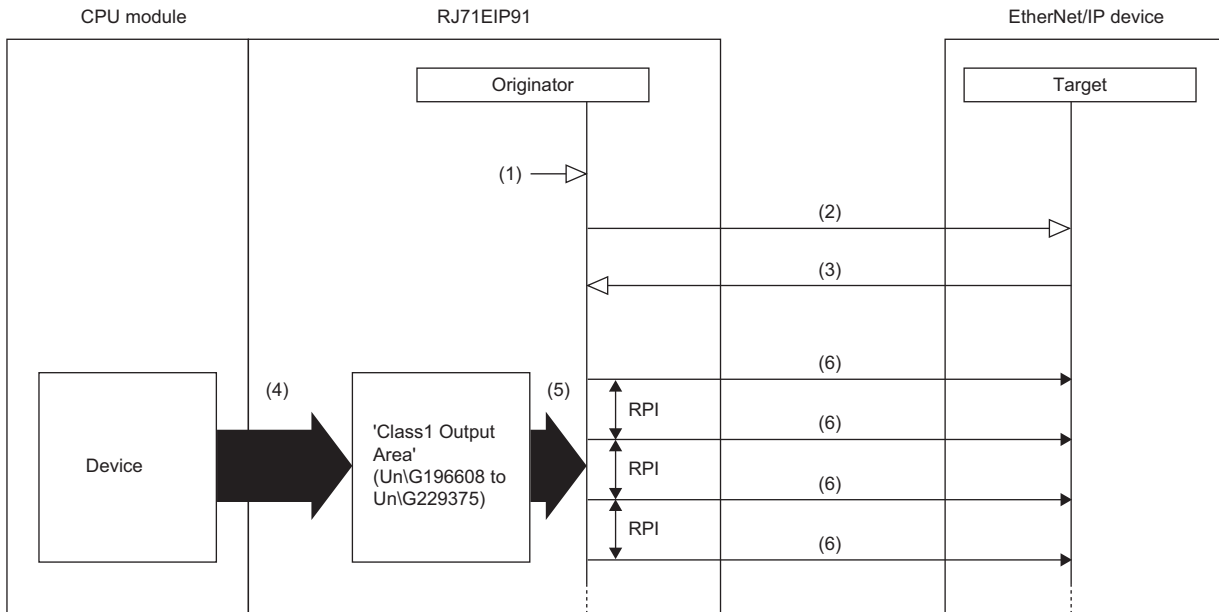 CPU module
RJ71EIP91
EtherNet/IP device
Originator
Target
(1)
(2)
(3)
(4)
(5)
(6)
RPI
(6)
Device
'Class1 Output
Area'
(Un\G196608 to
Un\G229375)
RPI
(6)
RPI
(6)